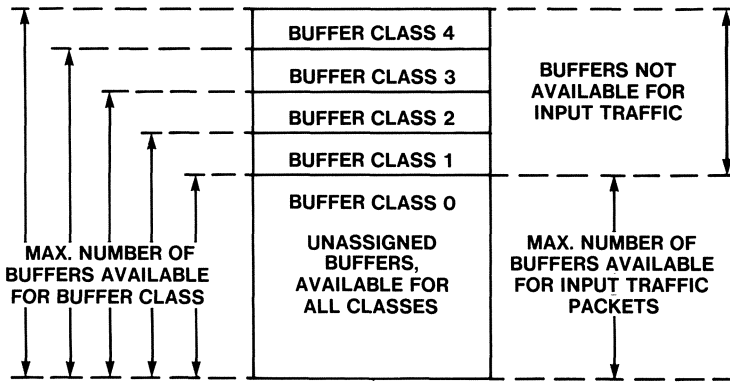 BUFFER CLASS 4
BUFFER CLASS 3
BUFFER CLASS 2
BUFFER CLASS 1
BUFFER CLASS 0
UNASSIGNED
BUFFERS,
AVAILABLE FOR
ALL CLASSES
MAX. NUMBER OF
BUFFERS AVAILABLE
FOR BUFFER CLASS
BUFFERS NOT
AVAILABLE FOR
INPUT TRAFFIC
MAX. NUMBER OF
BUFFERS AVAILABLE
FOR INPUT TRAFFIC
PACKETS